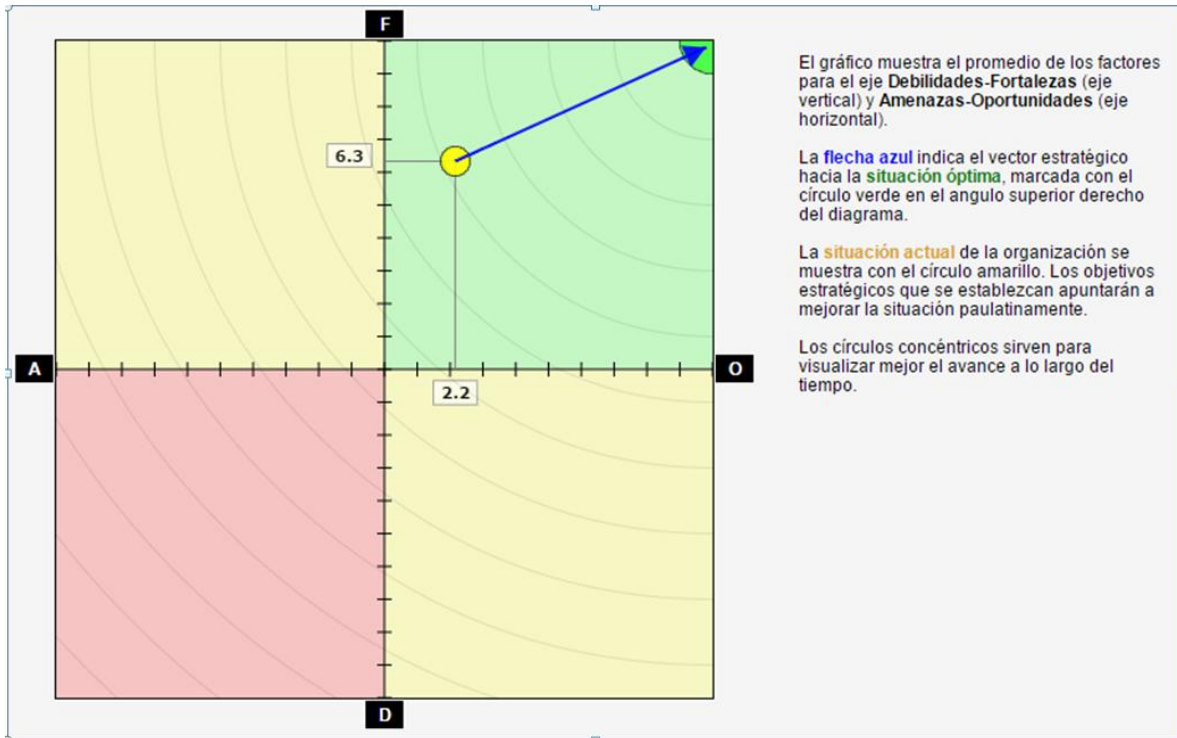 F
6.3
A
O
2.2
D
El gráfico muestra el promedio de los factores
para el eje Debilidades-Fortalezas (eje
vertical) y Amenazas-Oportunidades (eje
horizontal).
La flecha azul indica el vector estratégico
hacia la situación óptima, marcada con el
círculo verde en el angulo superior derecho
del diagrama.
La situación actual de la organización se
muestra con el círculo amarillo. Los objetivos
estratégicos que se establezcan apuntarán a
mejorar la situación paulatinamente.
Los círculos concéntricos sirven para
visualizar mejor el avance a lo largo del
tiempo.